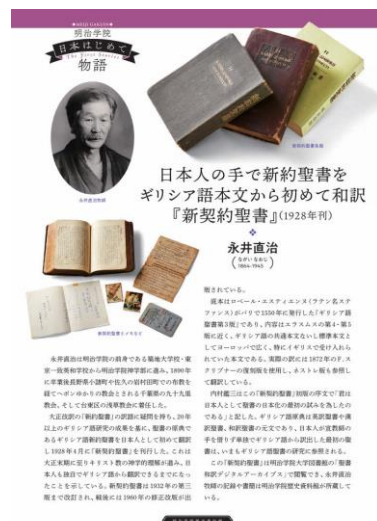 MEIJI GAKUIN
明治学院
日本はじめて
The First Stories
物語
新契約聖書各版
永井直治牧師
日本人の手で新約聖書を
ギリシア語本文から初めて和訳
『新契約聖書』(1928年刊)
永井直治
(ながい なおじ)
1864-1945
新契約聖書とメモなど
永井直治は明治学院の前身である築地大学校・東
京一致英和学校から明治学院神学部に進み、1890年
に卒業後長野県小諸町や佐久の岩村田町での布教を
経てヘボンゆかりの教会とされる千葉県の九十九里
教会、そして台東区の浅草教会に着任した。
大正改訳の「新約聖書」の訳語に疑問を持ち、20年
以上のギリシア語研究の成果を基に、聖書の原典で
あるギリシア語新約聖書を日本人として初めて翻訳
し1928年4月に「新契約聖書」を刊行した。これは
大正末期に至りキリスト教の神学的理解が進み、日
本人も独自でギリシア語から翻訳できるまでになっ
たことを示している。新契約聖書は1932年に第三
版まで改訂され、戦後には1960年の修正改版が出
版されている。
底本はロベール・エスティエンヌ(ラテン名ステ
ファンス)がパリで1550年に発行した「ギリシア語
聖書第3版」であり、内容はエラスムスの第4・第5
版に近く、ギリシア語の共通本文ないし標準本文と
してヨーロッパで広く、特にイギリスで受け入れら
れていた本文である。実際の訳には1872年のF.ス
クリブナーの復刻版を使用し、ネストレ版も参照し
て翻訳している。
内村鑑三はこの「新契約聖書」初版の序文で「君は
日本人として聖書の日本化の最初の試みを為したの
である」と記した。ギリシア語原典は英訳聖書や漢
訳聖書、和訳聖書の元であり、日本人が宣教師の
手を借りず単独でギリシア語から訳出した最初の聖
書は、いまもギリシア語聖書の研究に参照される。
この「新契約聖書」は明治学院大学図書館の「聖書
和訳デジタルアーカイブス」で閲覧でき、永井直治
牧師の記録や書簡は明治学院歴史資料館が所蔵して
いる。